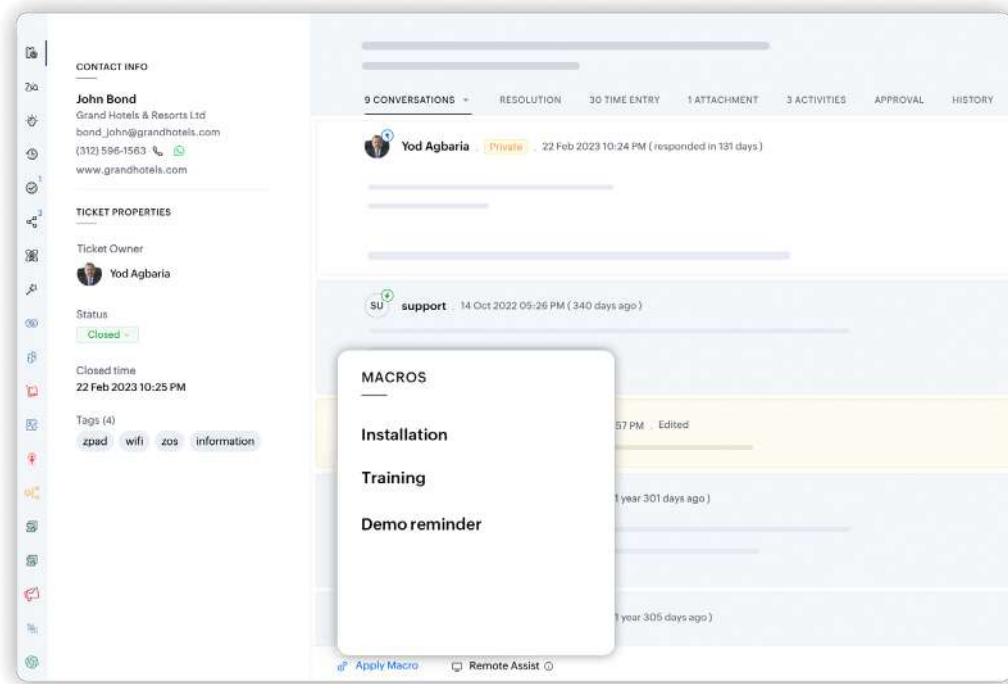 CONTACT INFO
John Bond
Grand Hotels & Resorts Ltd
bond_john@grandhotels.com
(312) 596-1563
www.grandhotels.com
TICKET PROPERTIES
Ticket Owner
Yod Agbaria
Status
Closed
Closed time
22 Feb 2023 10:25 PM
Tags (4)
zpad wifi zos information
1
3
9 CONVERSATIONS RESOLUTION 30 TIME ENTRY 1 ATTACHMENT 3 ACTIVITIES APPROVAL HISTORY
Yod Agbaria . Private . 22 Feb 2023 10:24 PM ( responded in 131 days )
SU support . 14 Oct 2022 05:26 PM ( 340 days ago )
57 PM . Edited
1 year 301 days ago )
1 year 305 days ago )
MACROS
Installation
Training
Demo reminder
Apply Macro Remote Assist